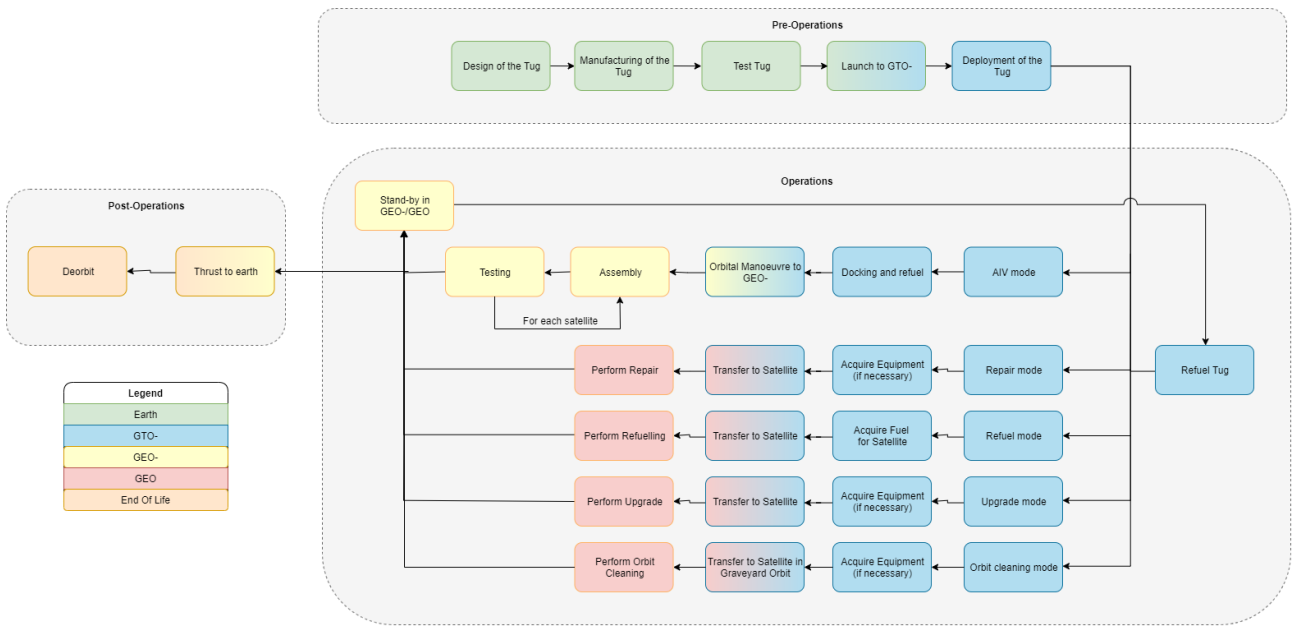 Pre-Operations
Design of the Tug
Manufacturing of the
Tug
Test Tug
Launch to GTO-
Deployment of the
Tug
Operations
Stand-by in
GEO-/GEO
Post-Operations
Deorbit
Thrust to earth
Testing
Assembly
Orbital Manoeuvre to
GEO-
Docking and refuel
AIV mode
For each satellite
Perform Repair
Transfer to Satellite
Acquire Equipment
(if necessary)
Repair mode
Refuel Tug
Perform Refuelling
Transfer to Satellite
Acquire Fuel
for Satellite
Refuel mode
Perform Upgrade
Transfer to Satellite
Acquire Equipment
(if necessary)
Upgrade mode
Perform Orbit
Cleaning
Transfer to Satellite in
Graveyard Orbit
Acquire Equipment
(if necessary)
Orbit cleaning mode
Legend
Earth
GTO-
GEO-
GEO
End Of Life